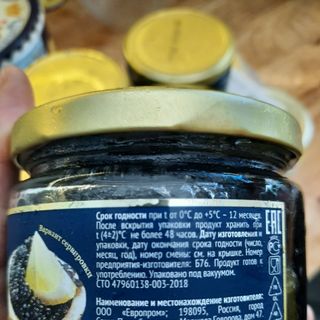 Вариант сервировки
Срок годности при t от 0°С до +5°С – 12 месяцев.
После вскрытия упаковки продукт хранить при
t (4±2)°С не более 48 часов. Дату изготовления и
упаковки, дату окончания срока годности (число,
месяц, год), номер смены: см. на крышке. Номер
предприятия-изготовителя: Б76. Продукт готов к
употреблению. Упаковано под вакуумом.
СТО 47960138-003-2018
Наименование и местонахождение изготовителя:
ООО «Европром»; 198095, Россия, город
дом 47.
ЕАС